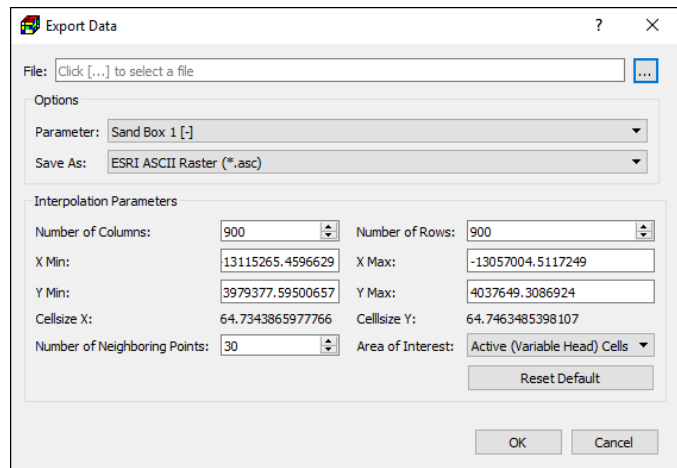 Export Data ?
File: Click [...] to select a file ...
Options
Parameter: Sand Box 1 [-]
Save As: ESRI ASCII Raster (*.asc)
Interpolation Parameters
Number of Columns: 900 Number of Rows: 900
X Min: -13115265.4596629 X Max: -13057004.5117249
Y Min: 3979377.59500657 Y Max: 4037649.3086924
Cellsize X: 64.7343865977766 Celllsize Y: 64.7463485398107
Number of Neighboring Points: 30 Area of Interest: Active (Variable Head) Cells
Reset Default
OK Cancel